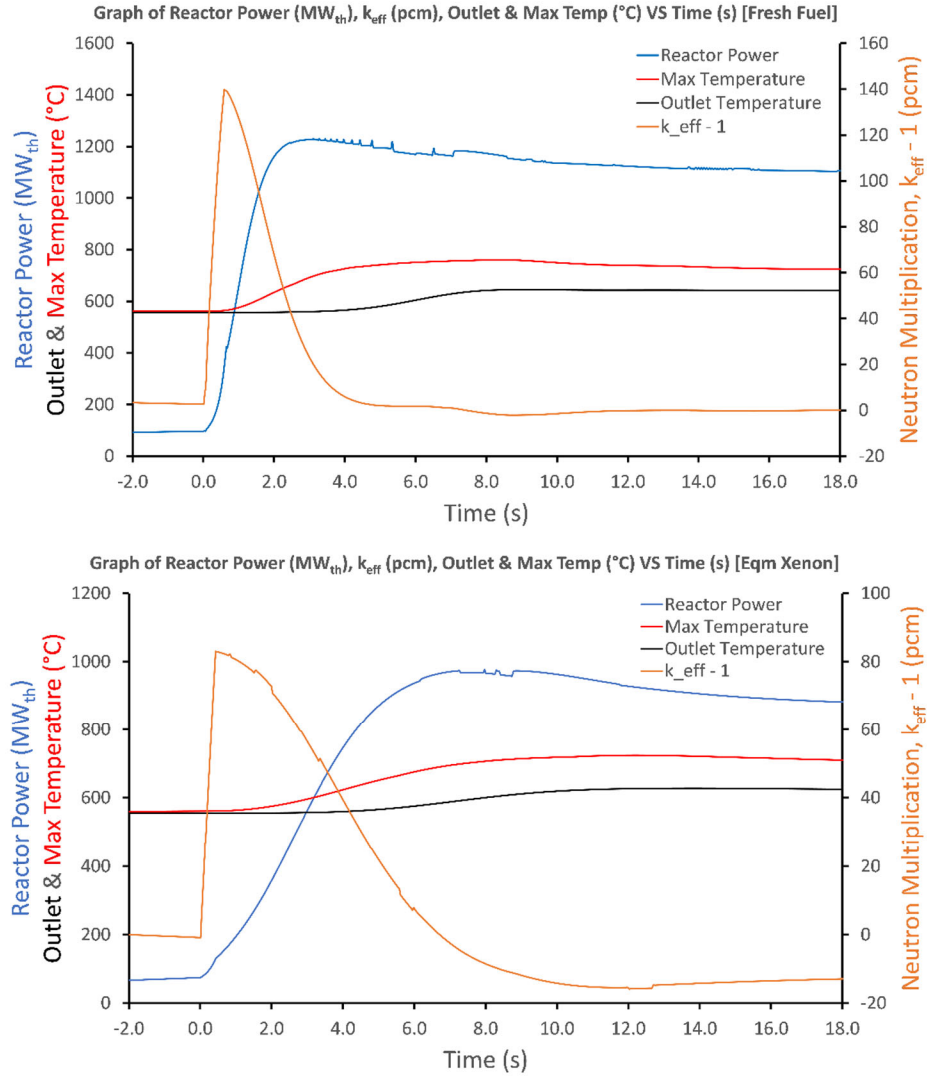 Graph of Reactor Power (MWth), keff (pcm), Outlet & Max Temp (°C) VS Time (s) [Fresh Fuel]
Reactor Power (MWth)
Outlet & Max Temperature (°C)
1600
1400
1200
1000
800
600
400
200
0
Reactor Power
Max Temperature
Outlet Temperature
k_eff - 1
160
140
120
100
80
60
40
20
0
-20
Neutron Multiplication, keff - 1 (pcm)
-2.0 0.0 2.0 4.0 6.0 8.0 10.0 12.0 14.0 16.0 18.0
Time (s)
Graph of Reactor Power (MWth), keff (pcm), Outlet & Max Temp (°C) VS Time (s) [Eqm Xenon]
Reactor Power (MWth)
Outlet & Max Temperature (°C)
1200
1000
800
600
400
200
0
Reactor Power
Max Temperature
Outlet Temperature
k_eff - 1
100
80
60
40
20
0
-20
Neutron Multiplication, keff - 1 (pcm)
-2.0 0.0 2.0 4.0 6.0 8.0 10.0 12.0 14.0 16.0 18.0
Time (s)